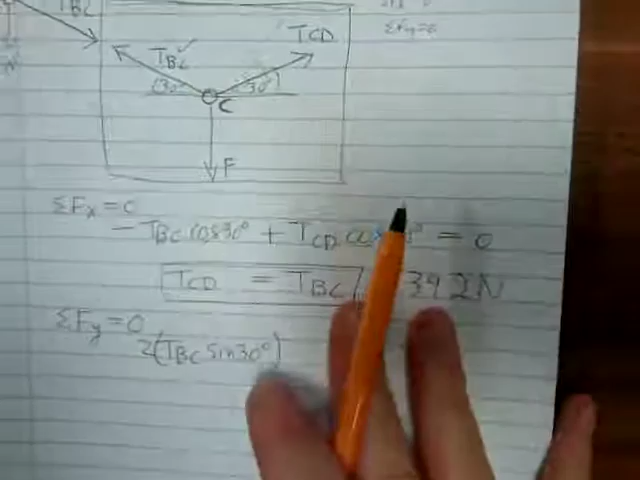 TBC
ΣFy=0
TBC ✓ TCD
30° 30°
C
F
ΣFx=0
−TBC cos30° + TCD cos30° = 0
TCD = TBC 392N
ΣFy=0
2(TBC sin30°)